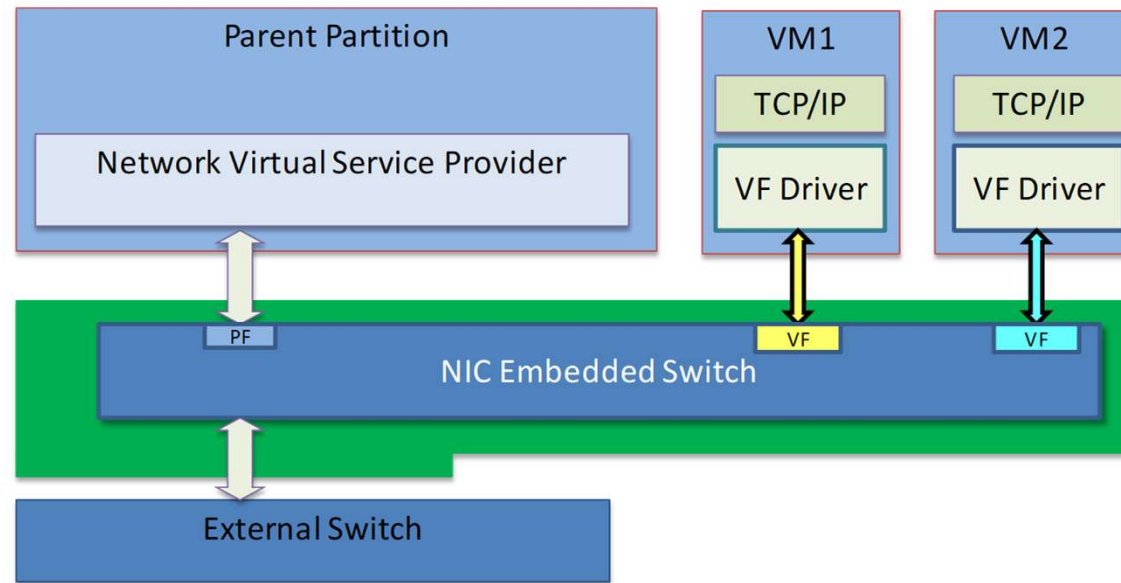 Parent Partition
VM1
VM2
TCP/IP
TCP/IP
Network Virtual Service Provider
VF Driver
VF Driver
PF
VF
VF
NIC Embedded Switch
External Switch